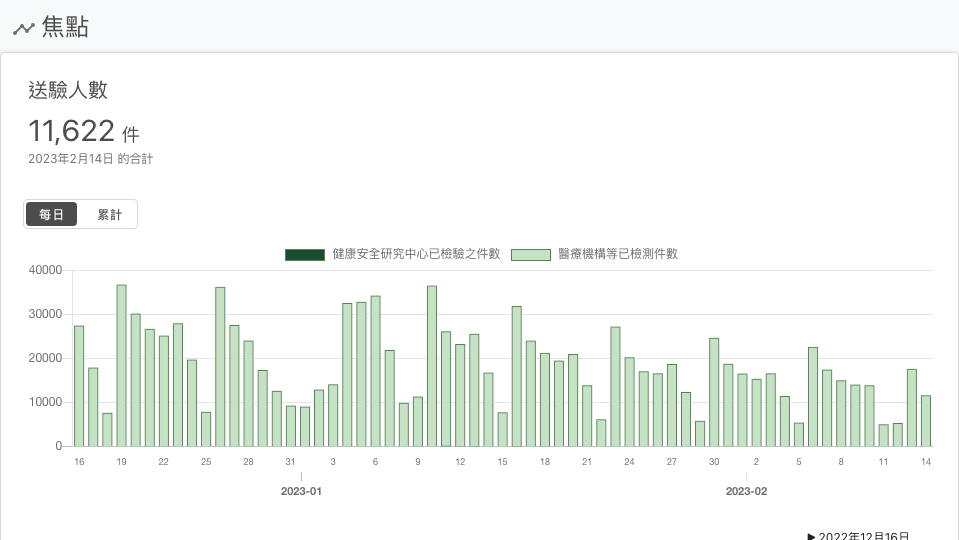 焦點
送驗人數
11,622 件
2023年2月14日 的合計
每日 累計
健康安全研究中心已檢驗之件數 醫療機構等已檢測件數
40000
30000
20000
10000
0
16 19 22 25 28 31 3 6 9 12 15 18 21 24 27 30 2 5 8 11 14
2023-01 2023-02
▶ 2022年12月16日